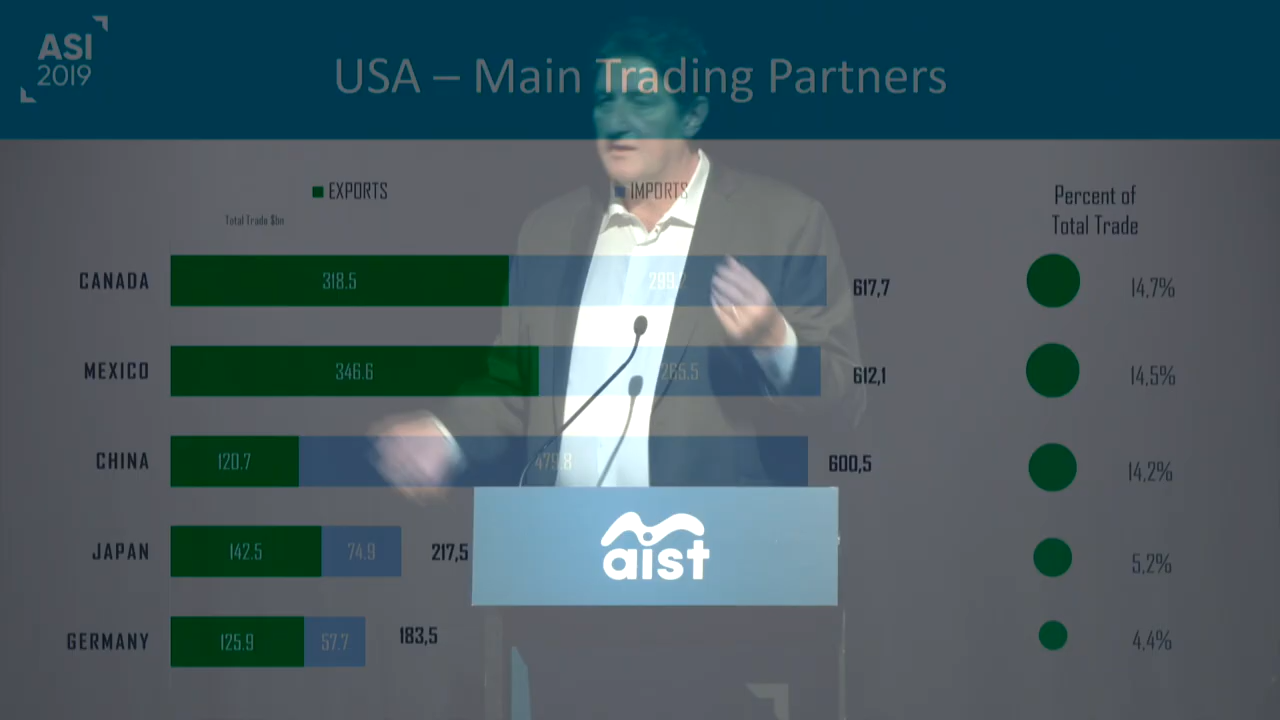 ASI
2019
USA – Main Trading Partners
EXPORTS
IMPORTS
Total Trade $bn
Percent of
Total Trade
CANADA
318.5
617,7
14,7%
MEXICO
346.6
265.5
612,1
14,5%
CHINA
120.7
479.8
600,5
14,2%
JAPAN
142.5
74.9
217,5
5,2%
GERMANY
125.9
57.7
183,5
4,4%
aist